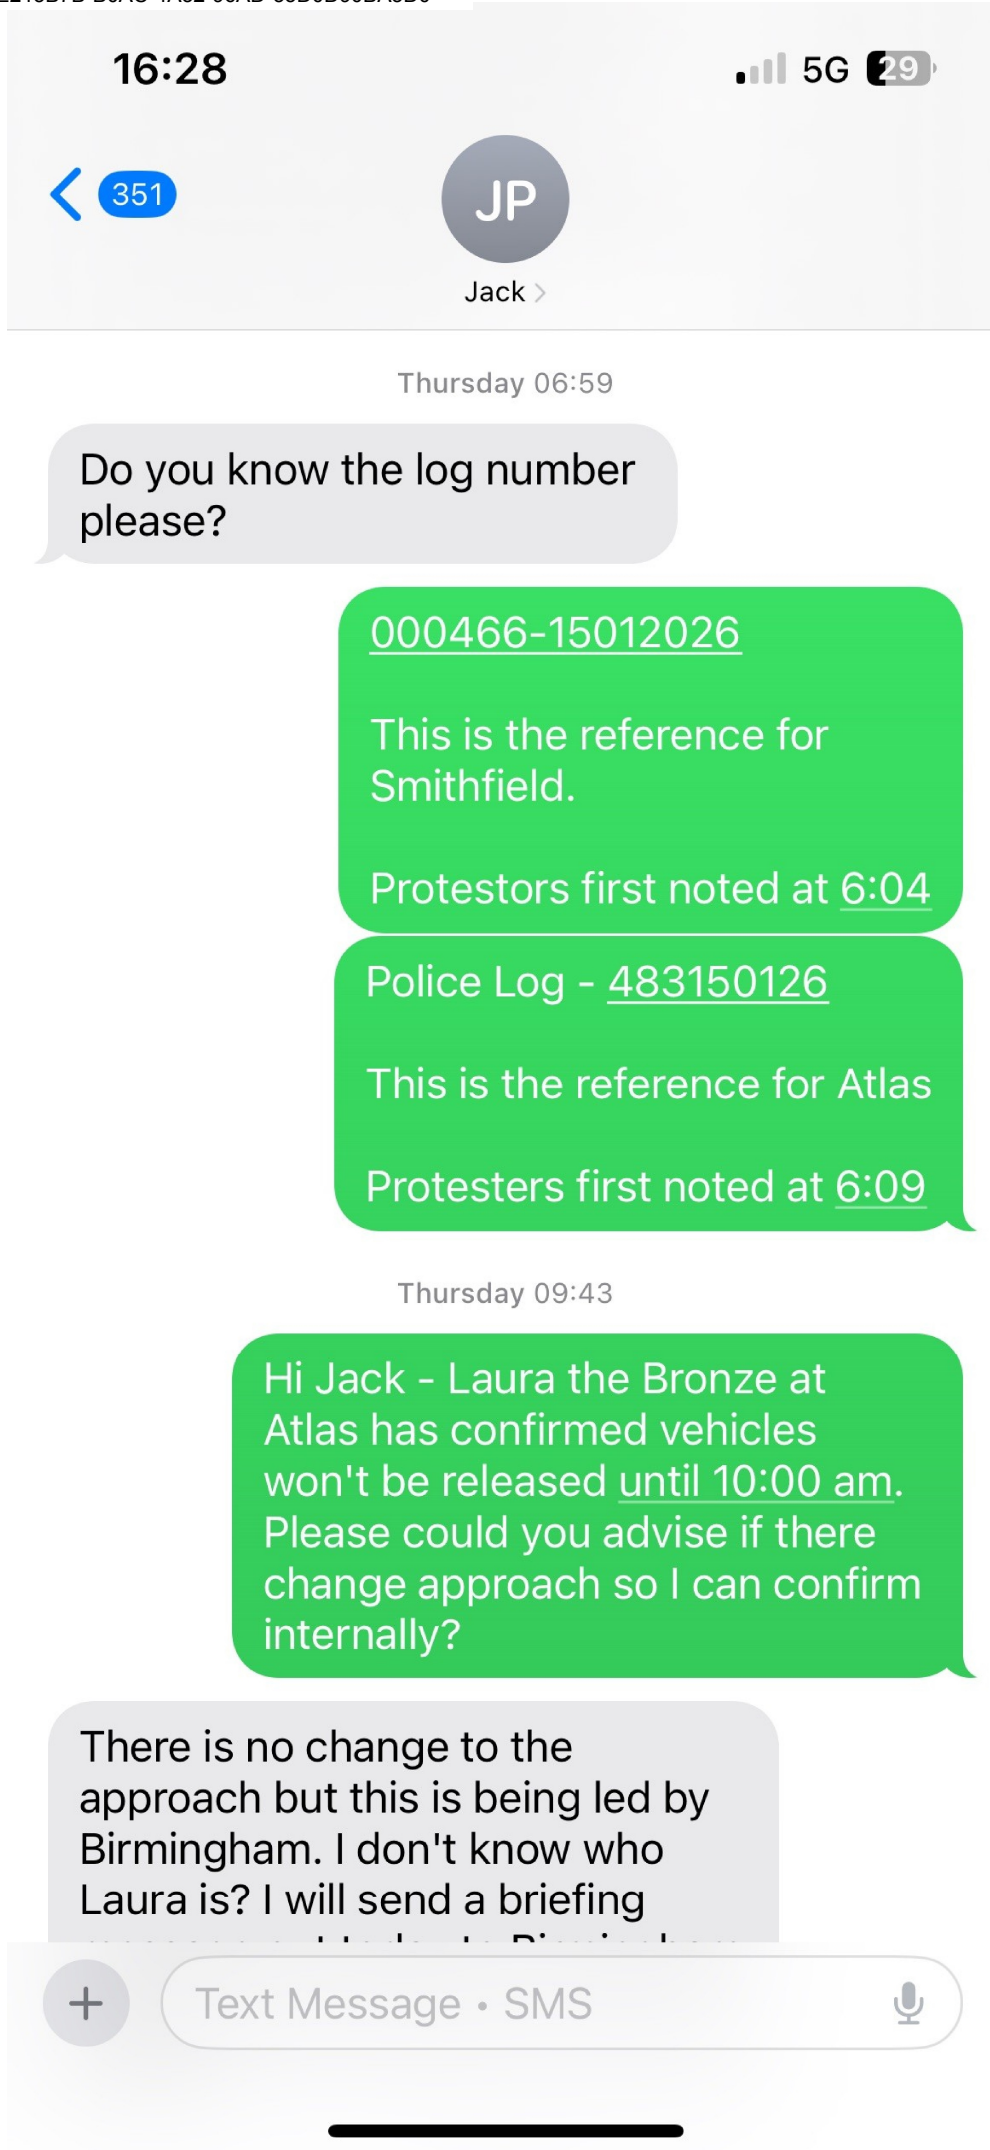 16:28
5G
29
351
JP
Jack
Thursday 06:59
Do you know the log number
please?
000466-15012026
This is the reference for
Smithfield.
Protestors first noted at 6:04
Police Log - 483150126
This is the reference for Atlas
Protesters first noted at 6:09
Thursday 09:43
Hi Jack - Laura the Bronze at
Atlas has confirmed vehicles
won't be released until 10:00 am.
Please could you advise if there
change approach so I can confirm
internally?
There is no change to the
approach but this is being led by
Birmingham. I don't know who
Laura is? I will send a briefing
Text Message • SMS